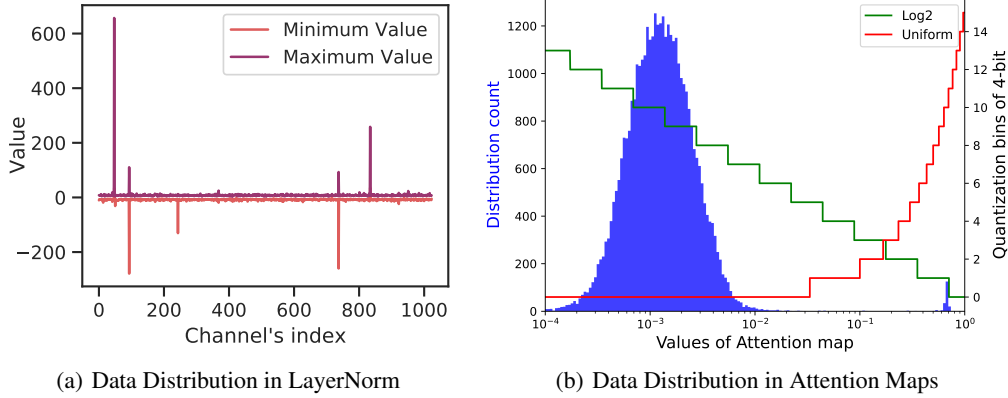 600
400
200
0
−200
Value
Minimum Value
Maximum Value
0 200 400 600 800 1000
Channel's index
(a) Data Distribution in LayerNorm
1200
1000
800
600
400
200
0
Distribution count
Log2
Uniform
14
12
10
8
6
4
2
0
Quantization bins of 4-bit
10⁻⁴ 10⁻³ 10⁻² 10⁻¹ 10⁰
Values of Attention map
(b) Data Distribution in Attention Maps